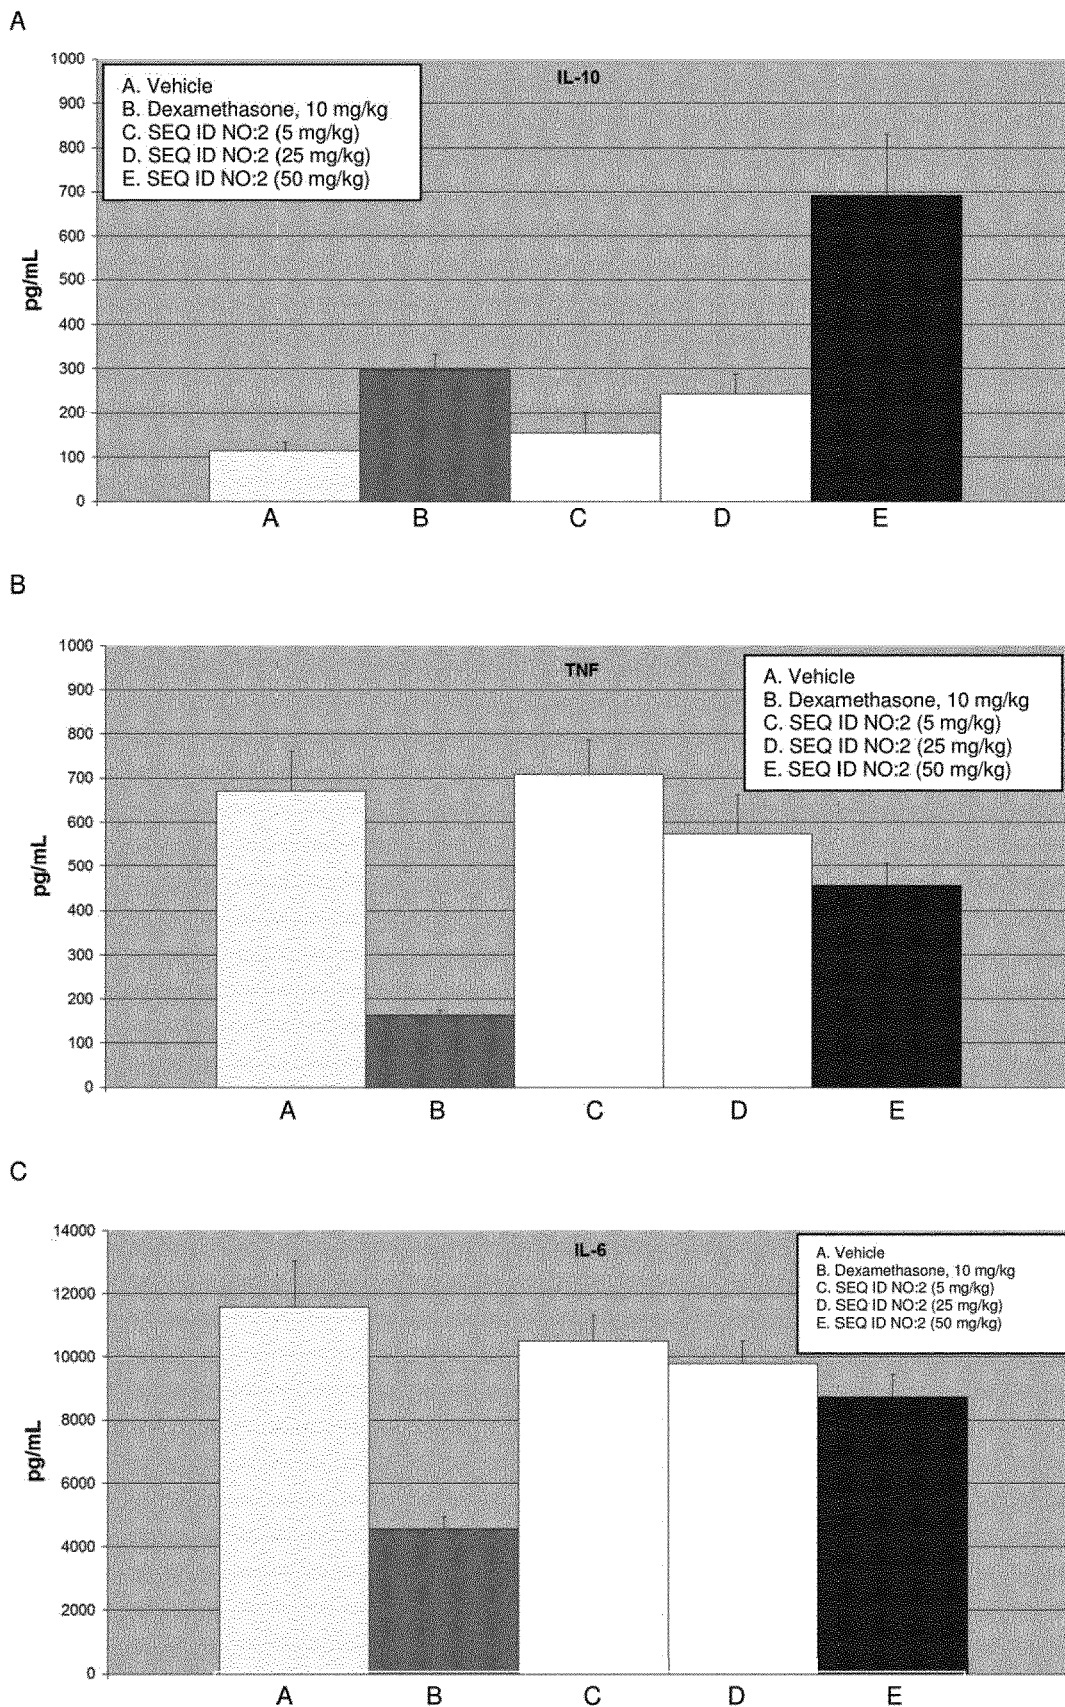 A
IL-10
A. Vehicle
B. Dexamethasone, 10 mg/kg
C. SEQ ID NO:2 (5 mg/kg)
D. SEQ ID NO:2 (25 mg/kg)
E. SEQ ID NO:2 (50 mg/kg)
1000
900
800
700
600
500
400
300
200
100
0
pg/mL
A B C D E
B
TNF
A. Vehicle
B. Dexamethasone, 10 mg/kg
C. SEQ ID NO:2 (5 mg/kg)
D. SEQ ID NO:2 (25 mg/kg)
E. SEQ ID NO:2 (50 mg/kg)
1000
900
800
700
600
500
400
300
200
100
0
pg/mL
A B C D E
C
IL-6
A. Vehicle
B. Dexamethasone, 10 mg/kg
C. SEQ ID NO:2 (5 mg/kg)
D. SEQ ID NO:2 (25 mg/kg)
E. SEQ ID NO:2 (50 mg/kg)
14000
12000
10000
8000
6000
4000
2000
0
pg/mL
A B C D E